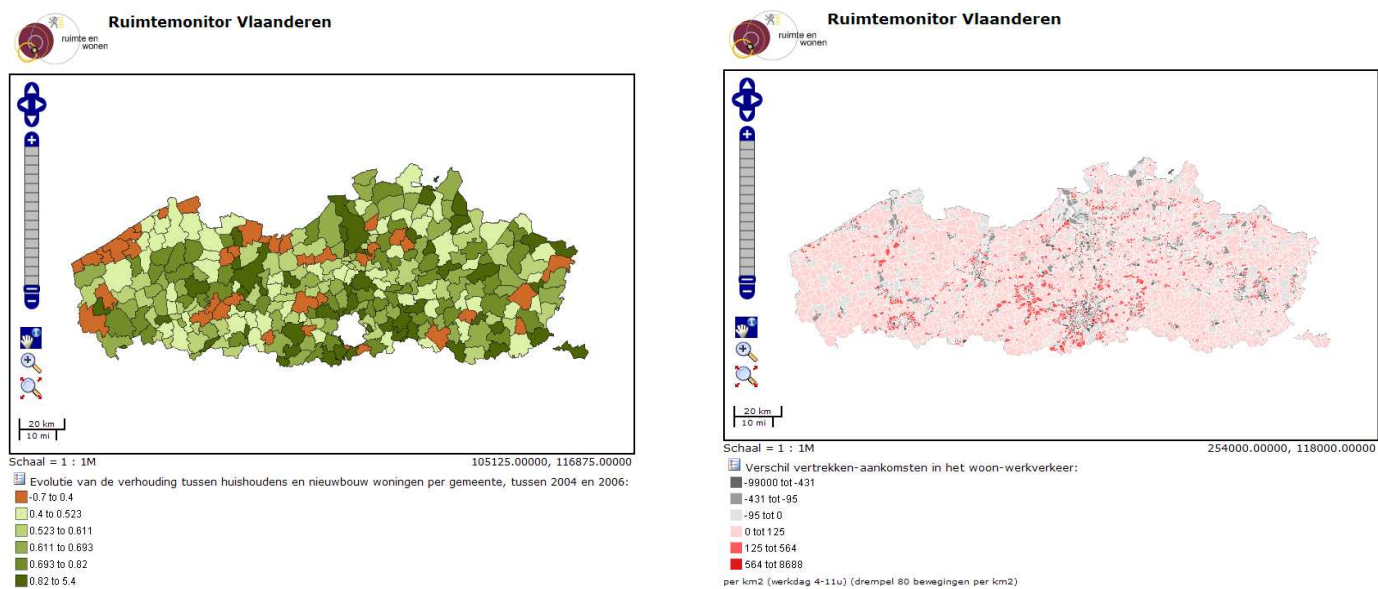 Ruimtemonitor Vlaanderen
ruimte en
wonen
20 km
10 mi
Schaal = 1 : 1M
105125.00000, 116875.00000
Evolutie van de verhouding tussen huishoudens en nieuwbouw woningen per gemeente, tussen 2004 en 2006:
-0.7 to 0.4
0.4 to 0.523
0.523 to 0.611
0.611 to 0.693
0.693 to 0.82
0.82 to 5.4
Ruimtemonitor Vlaanderen
ruimte en
wonen
20 km
10 mi
Schaal = 1 : 1M
254000.00000, 118000.00000
Verschil vertrekken-aankomsten in het woon-werkverkeer:
-99000 tot -431
-431 tot -95
-95 tot 0
0 tot 125
125 tot 564
564 tot 8688
per km2 (werkdag 4-11u) (drempel 80 bewegingen per km2)